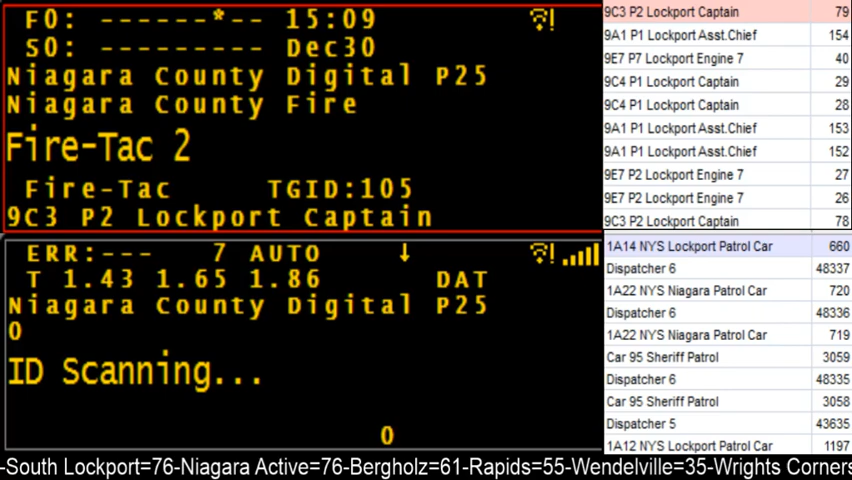 F0: ------*-- 15:09
S0: --------- Dec30
Niagara County Digital P25
Niagara County Fire
Fire-Tac 2
Fire-Tac TGID:105
9C3 P2 Lockport Captain
ERR:--- 7 AUTO
T 1.43 1.65 1.86 DAT
Niagara County Digital P25
0
ID Scanning...
0
9C3 P2 Lockport Captain 79
9A1 P1 Lockport Asst.Chief 154
9E7 P7 Lockport Engine 7 40
9C4 P1 Lockport Captain 29
9C4 P1 Lockport Captain 28
9A1 P1 Lockport Asst.Chief 153
9A1 P1 Lockport Asst.Chief 152
9E7 P2 Lockport Engine 7 27
9E7 P2 Lockport Engine 7 26
9C3 P2 Lockport Captain 78
1A14 NYS Lockport Patrol Car 660
Dispatcher 6 48337
1A22 NYS Niagara Patrol Car 720
Dispatcher 6 48336
1A22 NYS Niagara Patrol Car 719
Car 95 Sheriff Patrol 3059
Dispatcher 6 48335
Car 95 Sheriff Patrol 3058
Dispatcher 5 43635
1A12 NYS Lockport Patrol Car 1197
-South Lockport=76-Niagara Active=76-Bergholz=61-Rapids=55-Wendelville=35-Wrights Corners